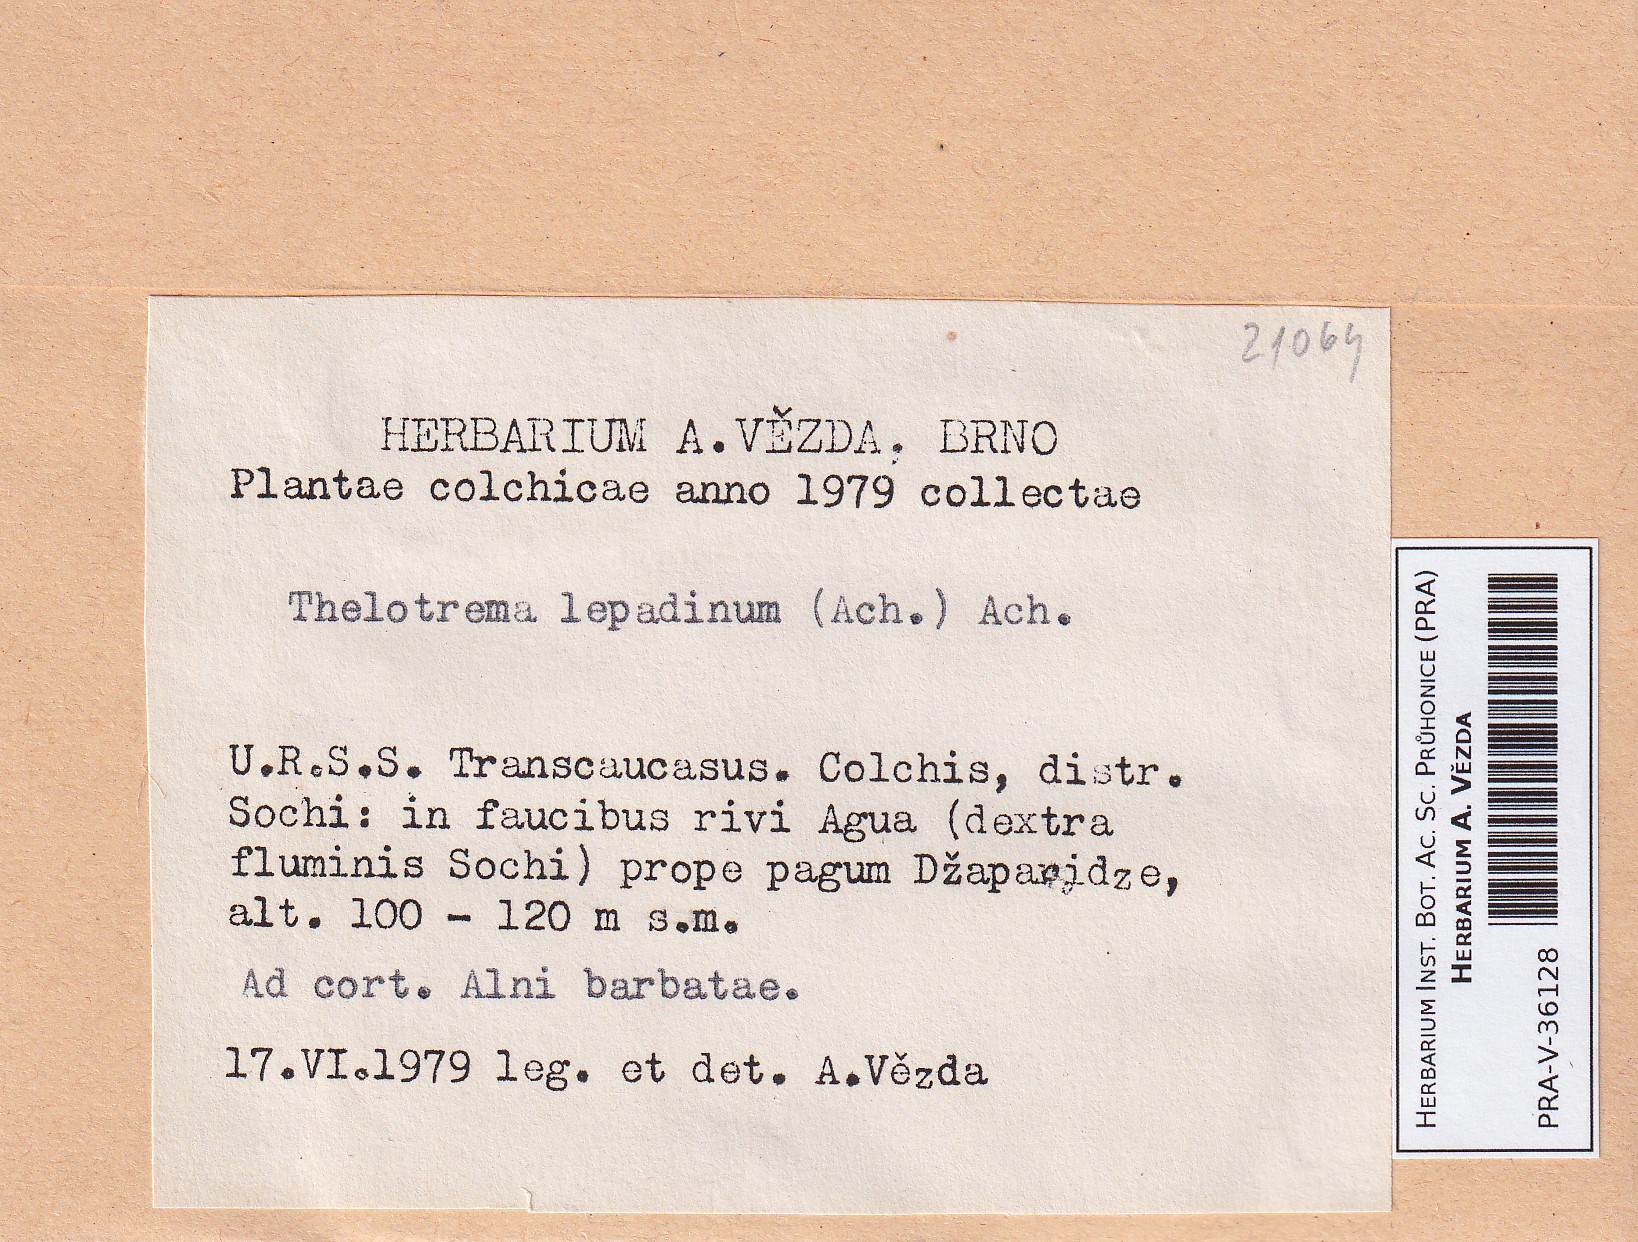 21064
HERBARIUM A.VĚZDA, BRNO
Plantae colchicae anno 1979 collectae
Thelotrema lepadinum (Ach.) Ach.
U.R.S.S. Transcaucasus. Colchis, distr.
Sochi: in faucibus rivi Agua (dextra
fluminis Sochi) prope pagum Džaparidze,
alt. 100 - 120 m s.m.
Ad cort. Alni barbatae.
17.VI.1979 leg. et det. A.Vězda
HERBARIUM INST. BOT. AC. SC. PRŮHONICE (PRA)
HERBARIUM A. VĚZDA
PRA-V-36128